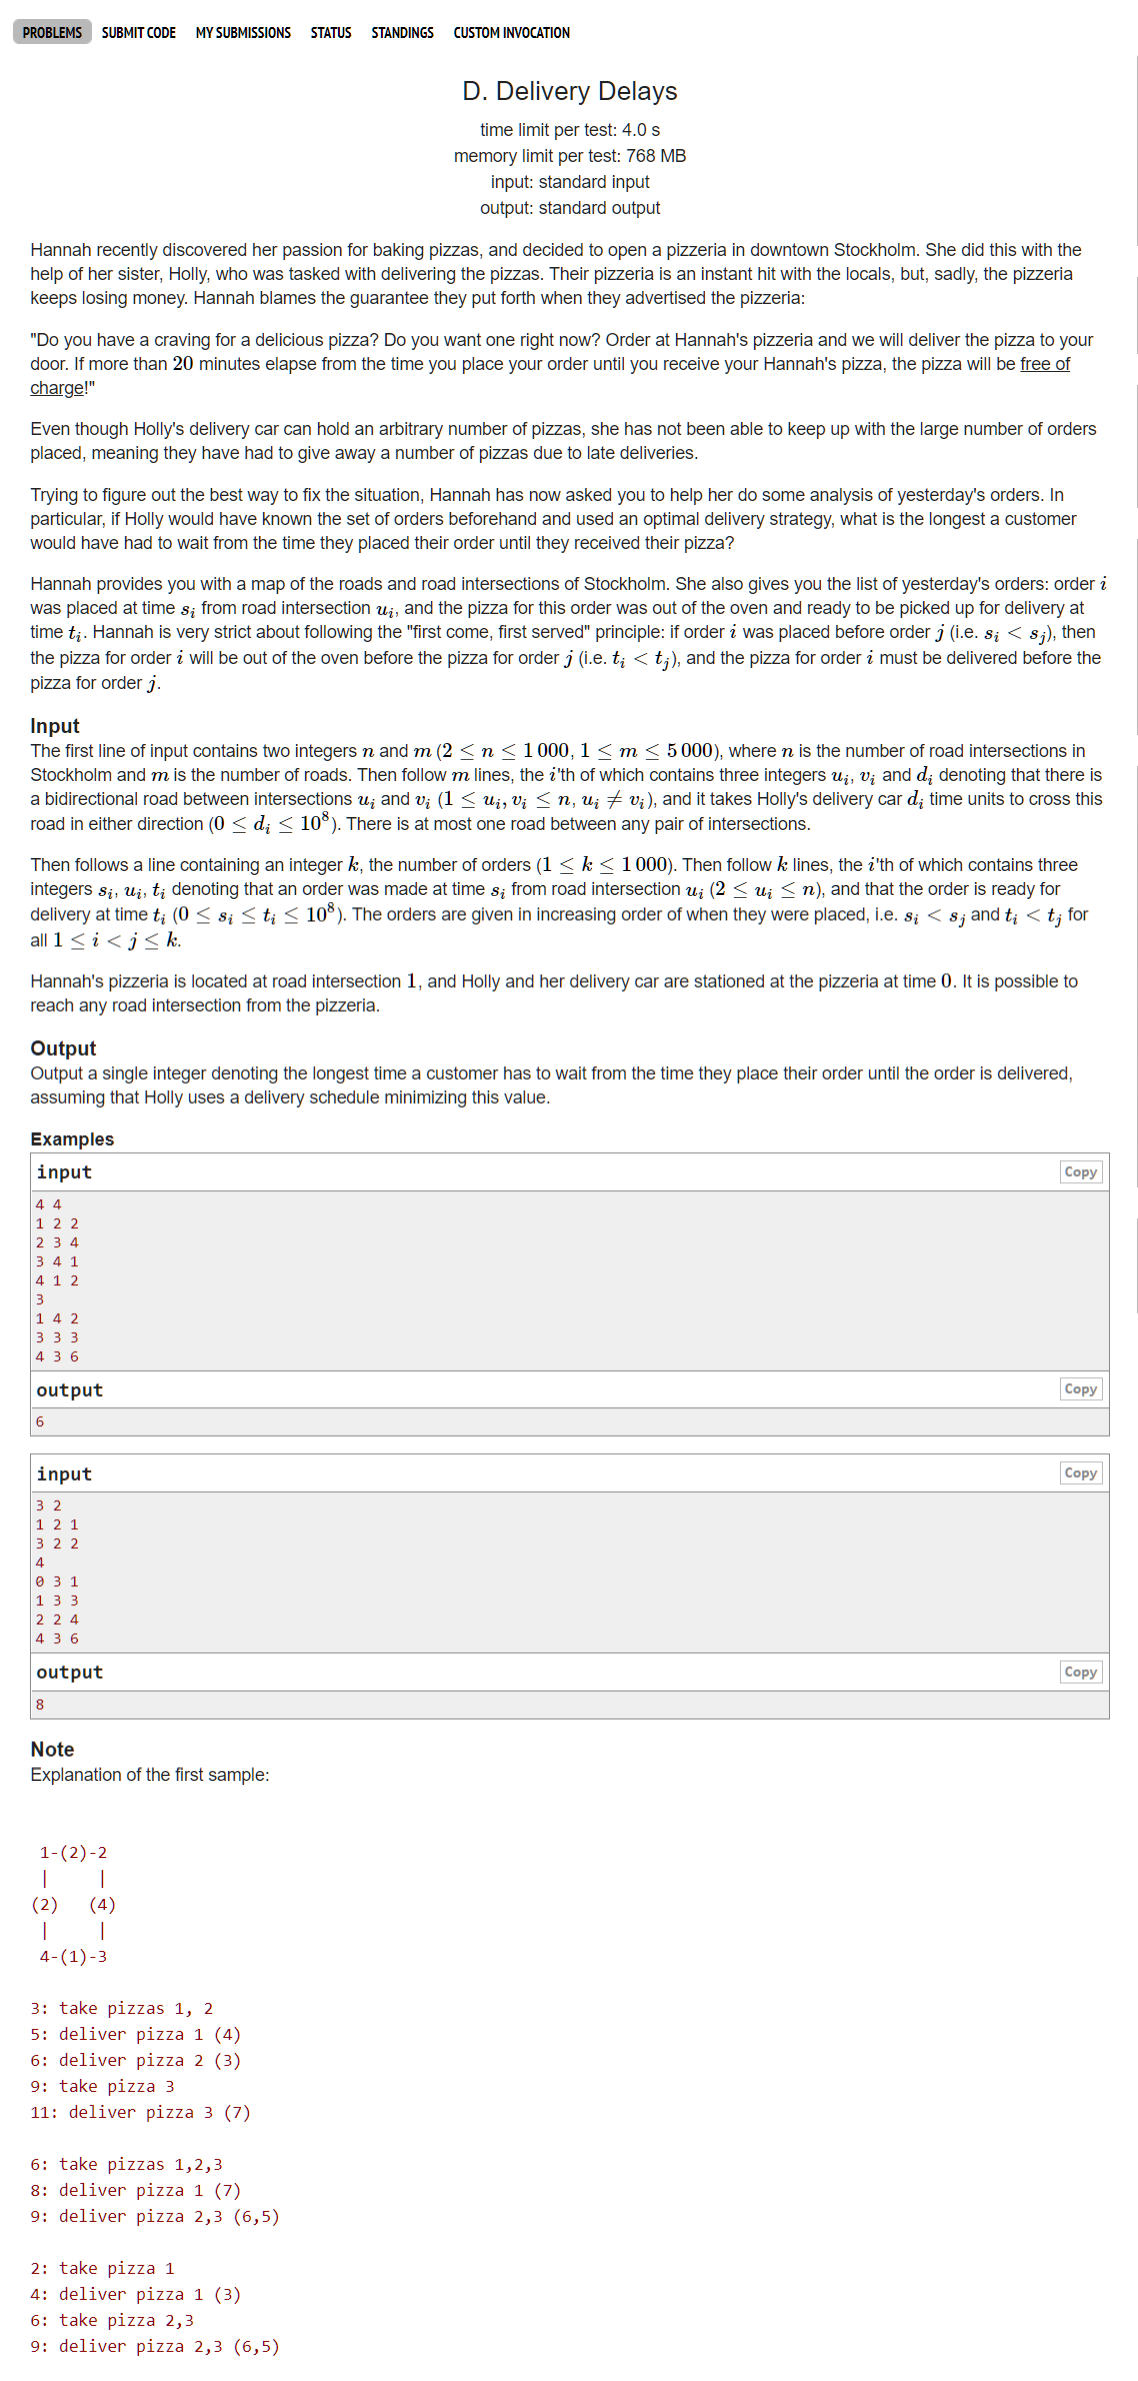 PROBLEMS SUBMIT CODE MY SUBMISSIONS STATUS STANDINGS CUSTOM INVOCATION
D. Delivery Delays
time limit per test: 4.0 s
memory limit per test: 768 MB
input: standard input
output: standard output
Hannah recently discovered her passion for baking pizzas, and decided to open a pizzeria in downtown Stockholm. She did this with the
help of her sister, Holly, who was tasked with delivering the pizzas. Their pizzeria is an instant hit with the locals, but, sadly, the pizzeria
keeps losing money. Hannah blames the guarantee they put forth when they advertised the pizzeria:
"Do you have a craving for a delicious pizza? Do you want one right now? Order at Hannah's pizzeria and we will deliver the pizza to your
door. If more than 20 minutes elapse from the time you place your order until you receive your Hannah's pizza, the pizza will be free of
charge!"
Even though Holly's delivery car can hold an arbitrary number of pizzas, she has not been able to keep up with the large number of orders
placed, meaning they have had to give away a number of pizzas due to late deliveries.
Trying to figure out the best way to fix the situation, Hannah has now asked you to help her do some analysis of yesterday's orders. In
particular, if Holly would have known the set of orders beforehand and used an optimal delivery strategy, what is the longest a customer
would have had to wait from the time they placed their order until they received their pizza?
Hannah provides you with a map of the roads and road intersections of Stockholm. She also gives you the list of yesterday's orders: order i
was placed at time s_i from road intersection u_i, and the pizza for this order was out of the oven and ready to be picked up for delivery at
time t_i. Hannah is very strict about following the "first come, first served" principle: if order i was placed before order j (i.e. s_i < s_j), then
the pizza for order i will be out of the oven before the pizza for order j (i.e. t_i < t_j), and the pizza for order i must be delivered before the
pizza for order j.
Input
The first line of input contains two integers n and m (2 ≤ n ≤ 1 000, 1 ≤ m ≤ 5 000), where n is the number of road intersections in
Stockholm and m is the number of roads. Then follow m lines, the i'th of which contains three integers u_i, v_i and d_i denoting that there is
a bidirectional road between intersections u_i and v_i (1 ≤ u_i, v_i ≤ n, u_i ≠ v_i), and it takes Holly's delivery car d_i time units to cross this
road in either direction (0 ≤ d_i ≤ 10^8). There is at most one road between any pair of intersections.
Then follows a line containing an integer k, the number of orders (1 ≤ k ≤ 1 000). Then follow k lines, the i'th of which contains three
integers s_i, u_i, t_i denoting that an order was made at time s_i from road intersection u_i (2 ≤ u_i ≤ n), and that the order is ready for
delivery at time t_i (0 ≤ s_i ≤ t_i ≤ 10^8). The orders are given in increasing order of when they were placed, i.e. s_i < s_j and t_i < t_j for
all 1 ≤ i < j ≤ k.
Hannah's pizzeria is located at road intersection 1, and Holly and her delivery car are stationed at the pizzeria at time 0. It is possible to
reach any road intersection from the pizzeria.
Output
Output a single integer denoting the longest time a customer has to wait from the time they place their order until the order is delivered,
assuming that Holly uses a delivery schedule minimizing this value.
Examples
input
Copy
4 4
1 2 2
2 3 4
3 4 1
4 1 2
3
1 4 2
3 3 3
4 3 6
output
Copy
6
input
Copy
3 2
1 2 1
3 2 2
4
0 3 1
1 3 3
2 2 4
4 3 6
output
Copy
8
Note
Explanation of the first sample:
1-(2)-2
| |
(2) (4)
| |
4-(1)-3
3: take pizzas 1, 2
5: deliver pizza 1 (4)
6: deliver pizza 2 (3)
9: take pizza 3
11: deliver pizza 3 (7)
6: take pizzas 1,2,3
8: deliver pizza 1 (7)
9: deliver pizza 2,3 (6,5)
2: take pizza 1
4: deliver pizza 1 (3)
6: take pizza 2,3
9: deliver pizza 2,3 (6,5)